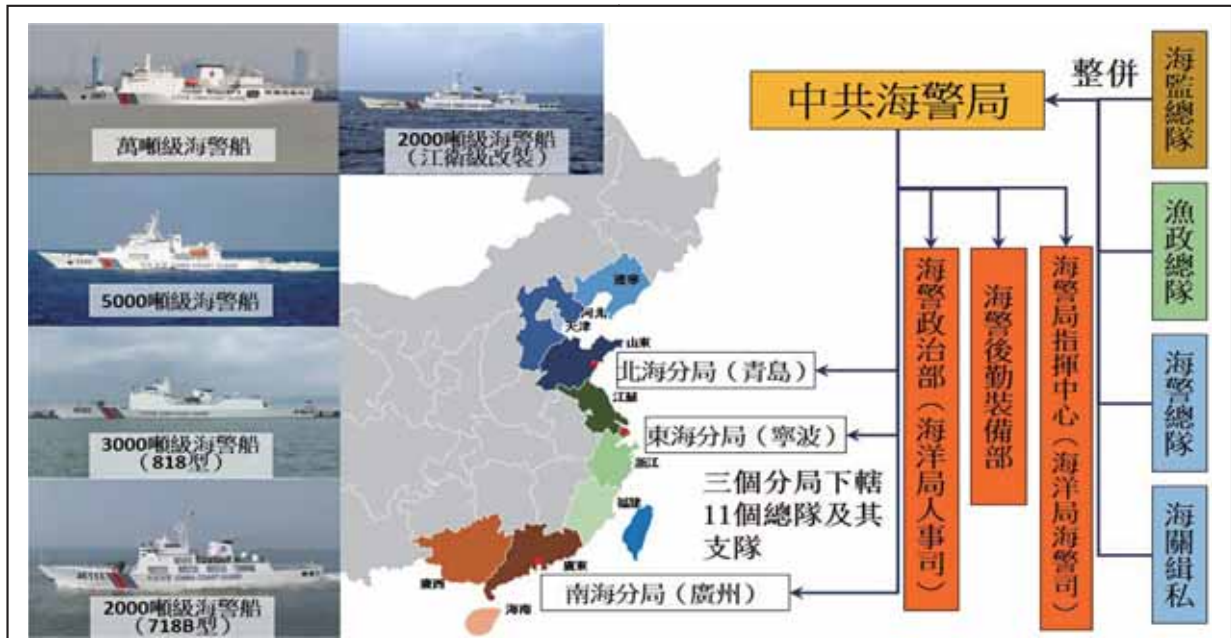 萬噸級海警船
2000噸級海警船
（江衛級改裝）
5000噸級海警船
3000噸級海警船
（818型）
2000噸級海警船
（718B型）
遼寧
河北
天津
山東
江蘇
浙江
福建
廣東
廣西
海南
中共海警局
整併
海監總隊
漁政總隊
海警總隊
海關緝私
海警政治部（海洋局人事司）
海警後勤裝備部
海警局指揮中心（海洋局海警司）
北海分局（青島）
東海分局（寧波）
三個分局下轄
11個總隊及其
支隊
南海分局（廣州）